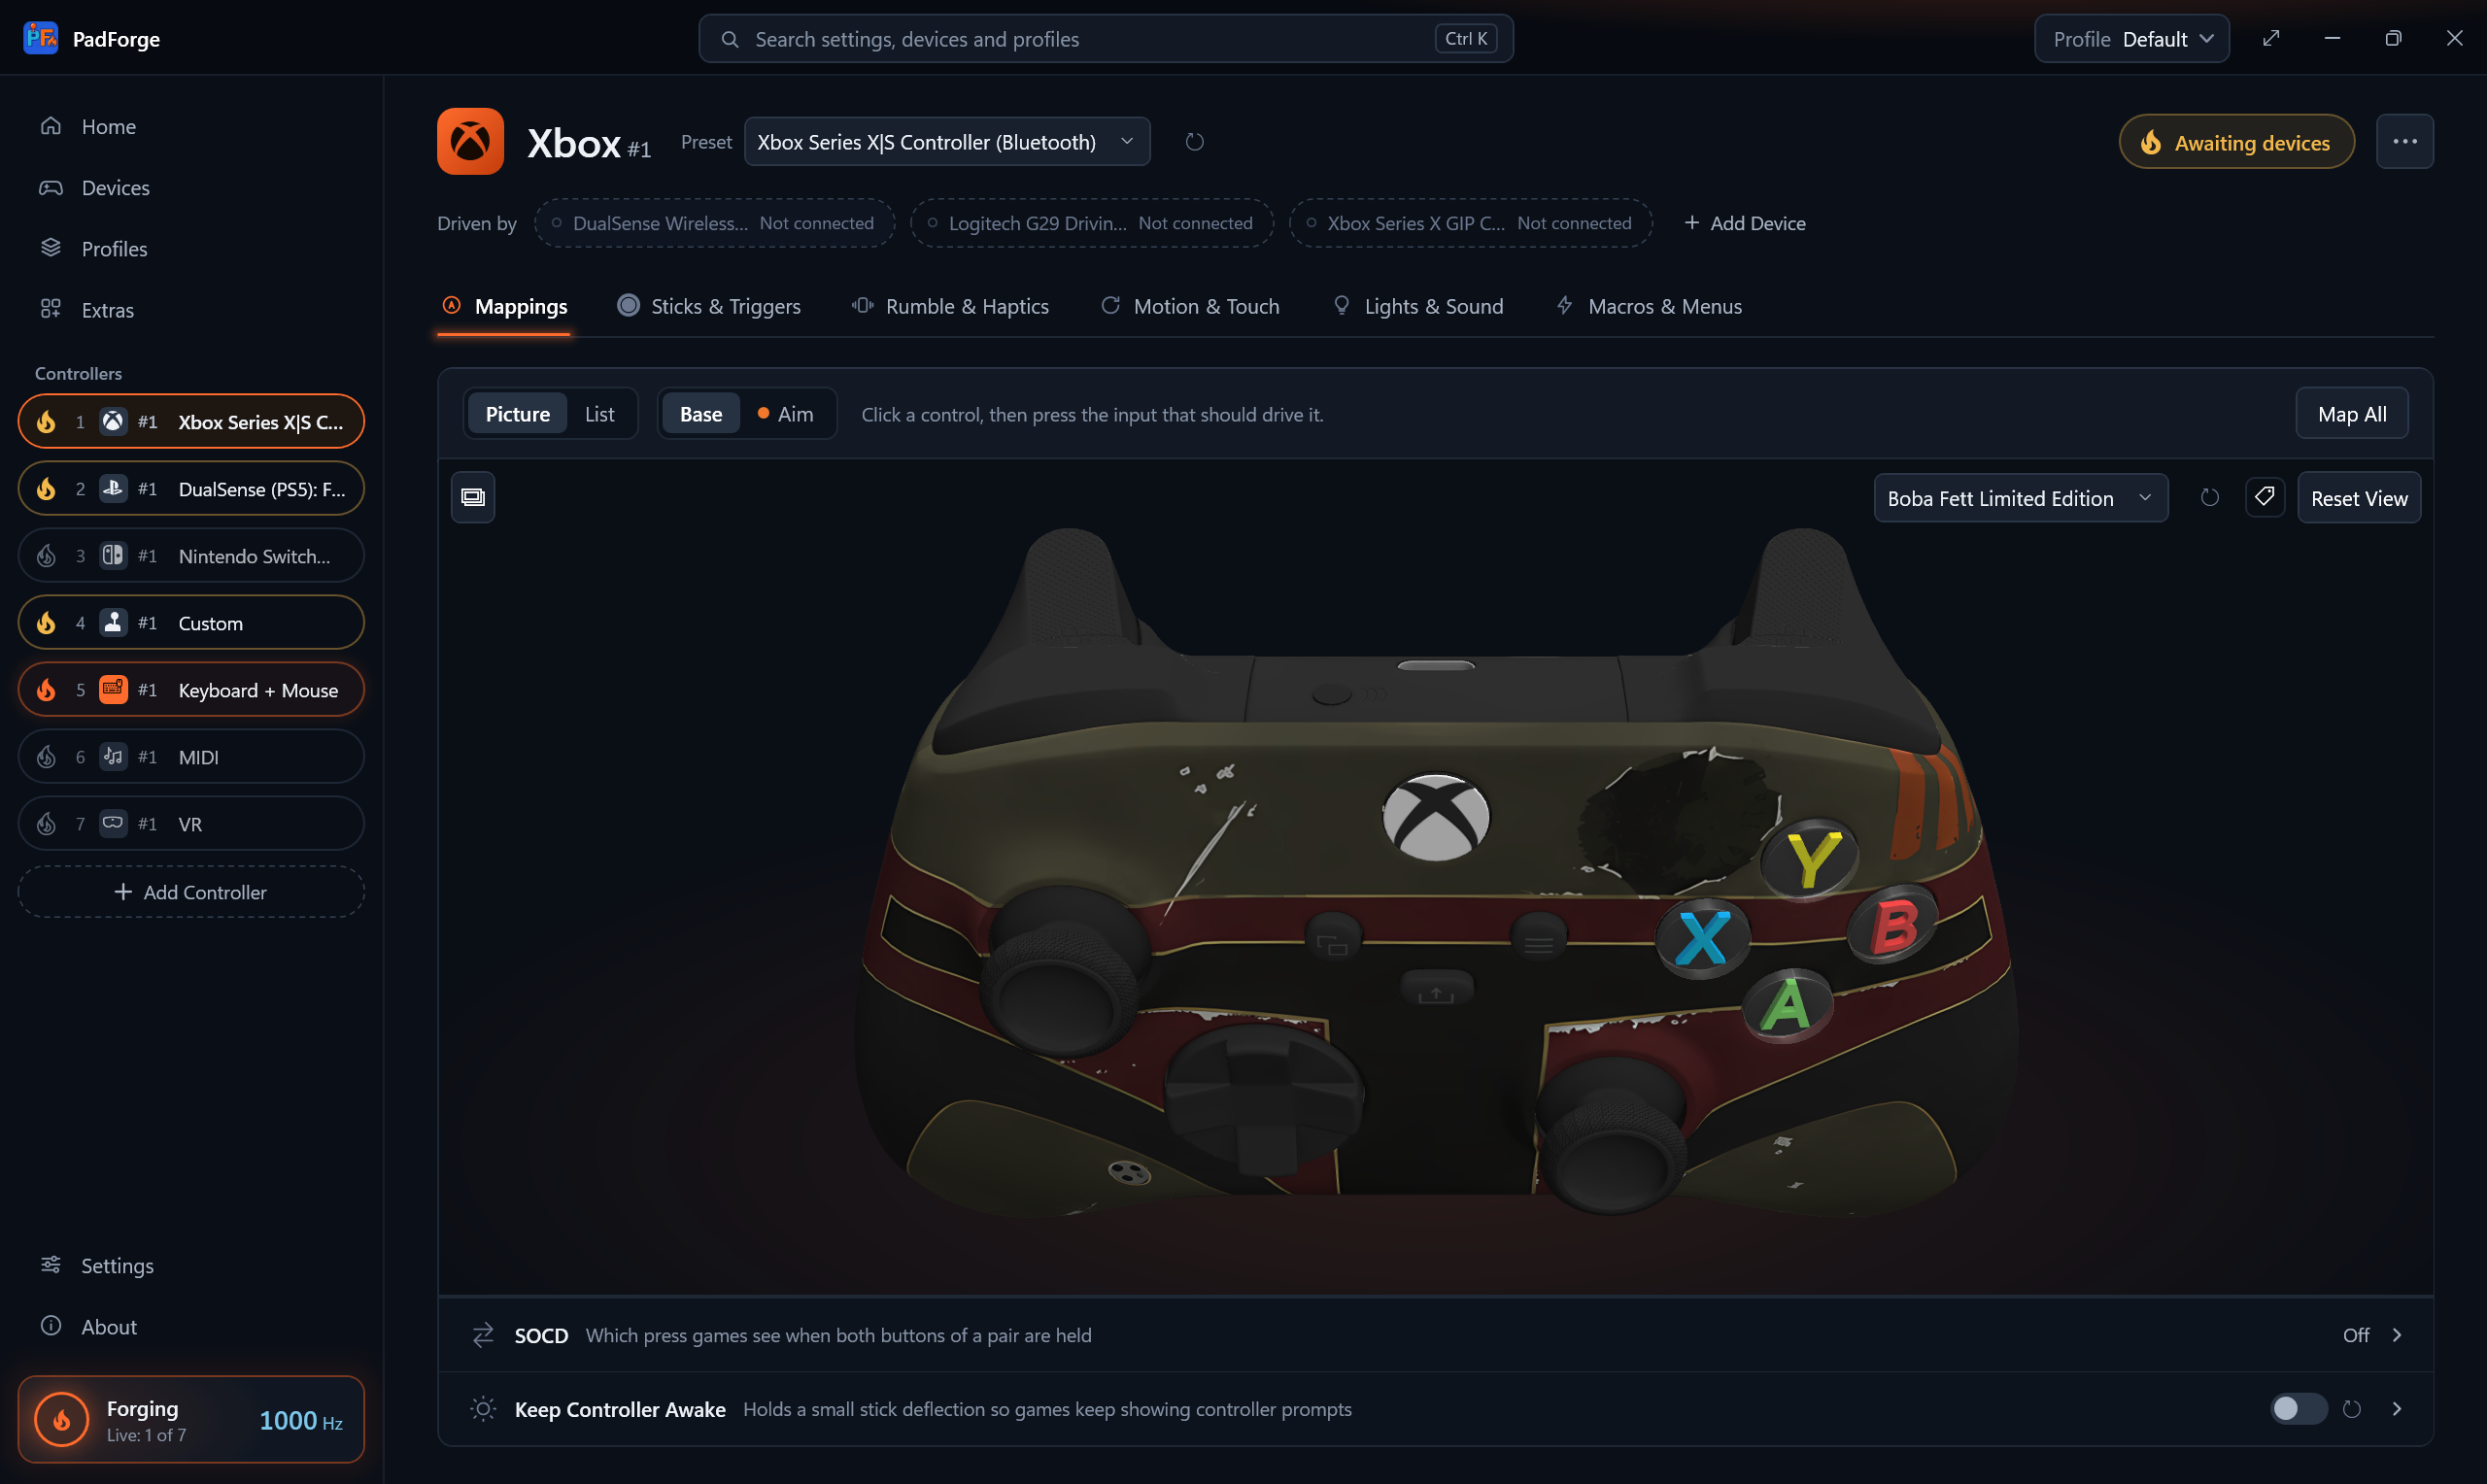 PF PadForge
Search settings, devices and profiles
Ctrl K
Profile Default
Home
Devices
Profiles
Extras
Controllers
1 #1 Xbox Series X|S C...
2 #1 DualSense (PS5): F...
3 #1 Nintendo Switch...
4 #1 Custom
5 #1 Keyboard + Mouse
6 #1 MIDI
7 #1 VR
+ Add Controller
Settings
About
Forging
Live: 1 of 7
1000 Hz
Xbox #1
Preset
Xbox Series X|S Controller (Bluetooth)
Awaiting devices
Driven by
DualSense Wireless... Not connected
Logitech G29 Drivin... Not connected
Xbox Series X GIP C... Not connected
+ Add Device
Mappings
Sticks & Triggers
Rumble & Haptics
Motion & Touch
Lights & Sound
Macros & Menus
Picture
List
Base
Aim
Click a control, then press the input that should drive it.
Map All
Boba Fett Limited Edition
Reset View
Y
X
B
A
SOCD Which press games see when both buttons of a pair are held
Off
Keep Controller Awake Holds a small stick deflection so games keep showing controller prompts